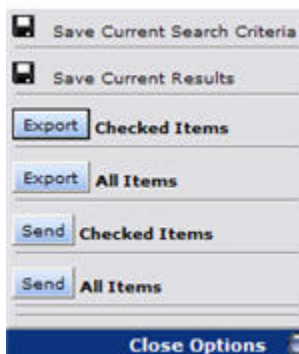 Save Current Search Criteria
Save Current Results
Export Checked Items
Export All Items
Send Checked Items
Send All Items
Close Options